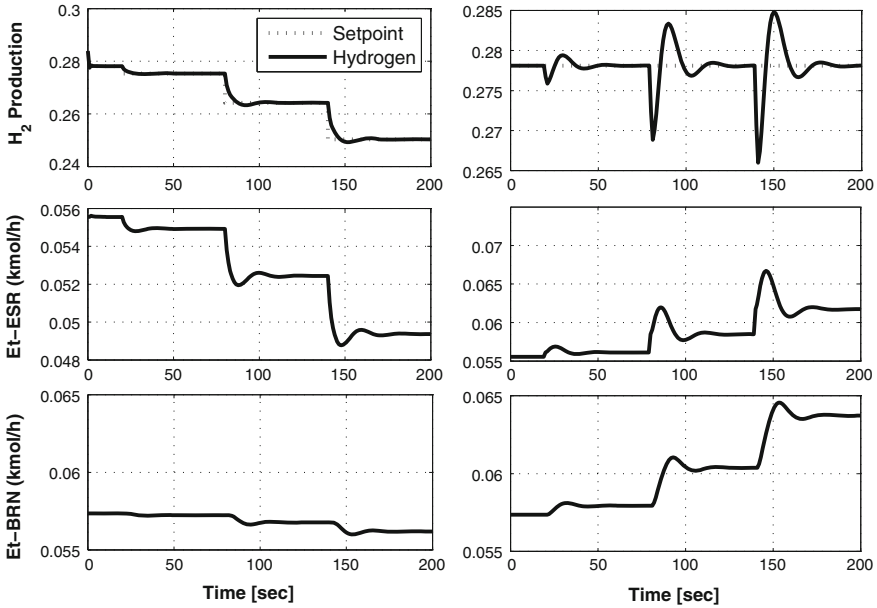 0.3
0.28
0.26
0.24
H2 Production
Setpoint
Hydrogen
0 50 100 150 200
0.285
0.28
0.275
0.27
0.265
0 50 100 150 200
0.056
0.054
0.052
0.05
0.048
Et-ESR (kmol/h)
0 50 100 150 200
0.07
0.065
0.06
0.055
0 50 100 150 200
0.065
0.06
0.055
Et-BRN (kmol/h)
0 50 100 150 200
Time [sec]
0.065
0.06
0.055
0 50 100 150 200
Time [sec]